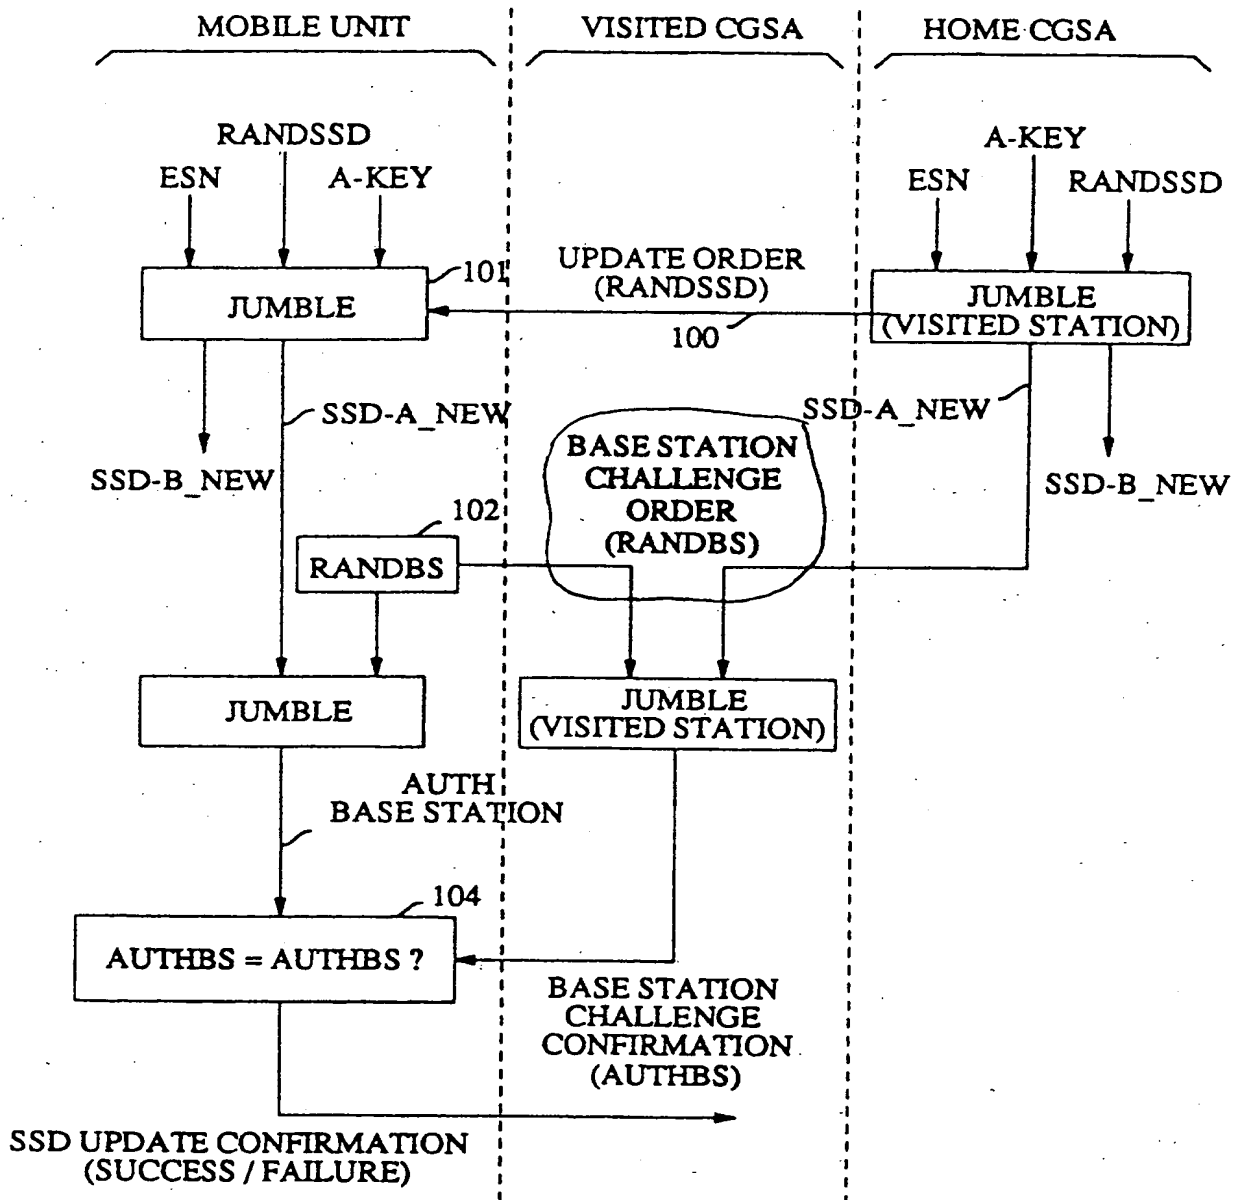 MOBILE UNIT
VISITED CGSA
HOME CGSA
RANDSSD
ESN
A-KEY
A-KEY
ESN
RANDSSD
101
JUMBLE
UPDATE ORDER
(RANDSSD)
100
JUMBLE
(VISITED STATION)
SSD-A_NEW
SSD-B_NEW
SSD-A_NEW
SSD-B_NEW
BASE STATION
CHALLENGE
ORDER
(RANDBS)
102
RANDBS
JUMBLE
JUMBLE
(VISITED STATION)
AUTH
BASE STATION
104
AUTHBS = AUTHBS ?
BASE STATION
CHALLENGE
CONFIRMATION
(AUTHBS)
SSD UPDATE CONFIRMATION
(SUCCESS / FAILURE)